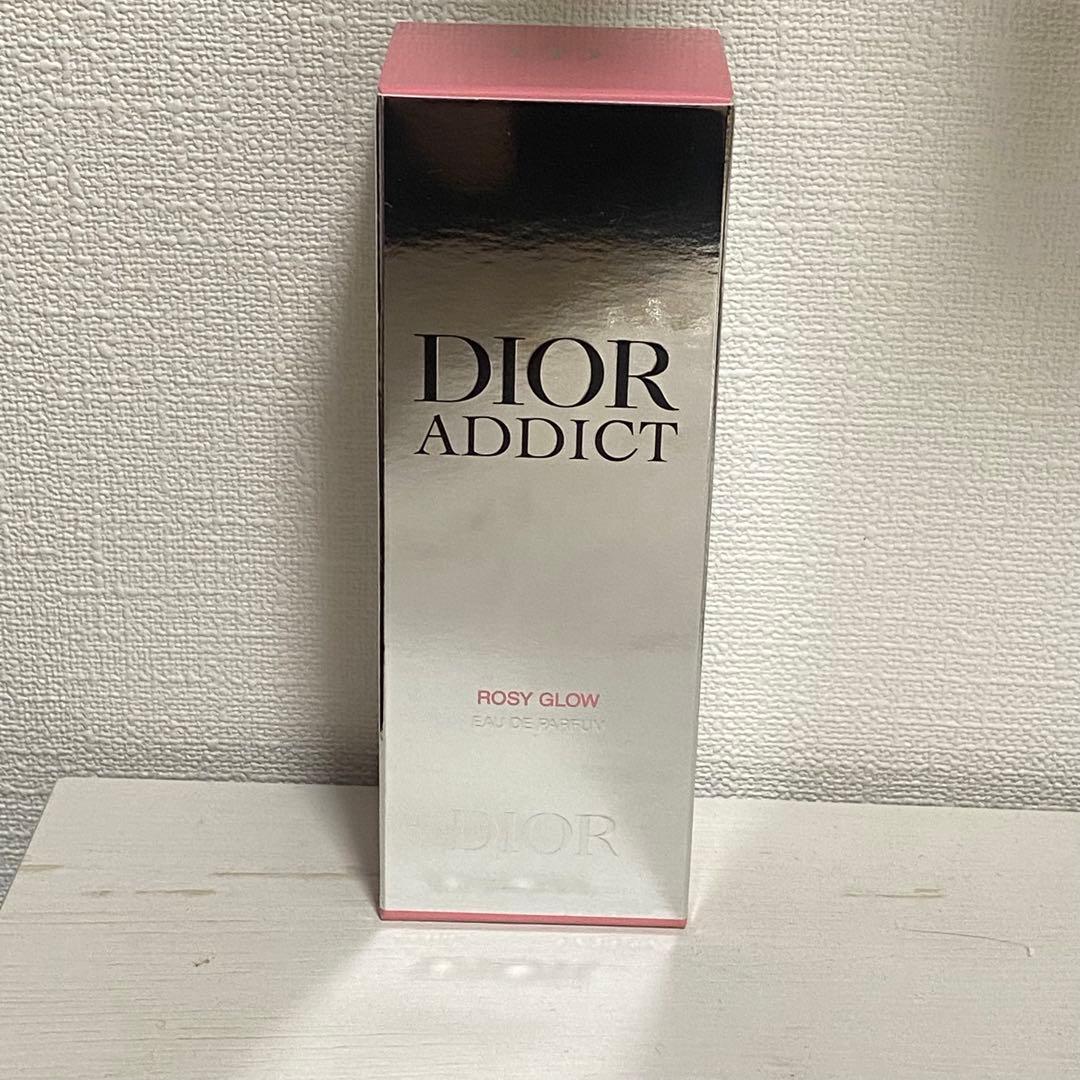 DIOR
ADDICT
ROSY GLOW
EAU DE PARFUM
DIOR